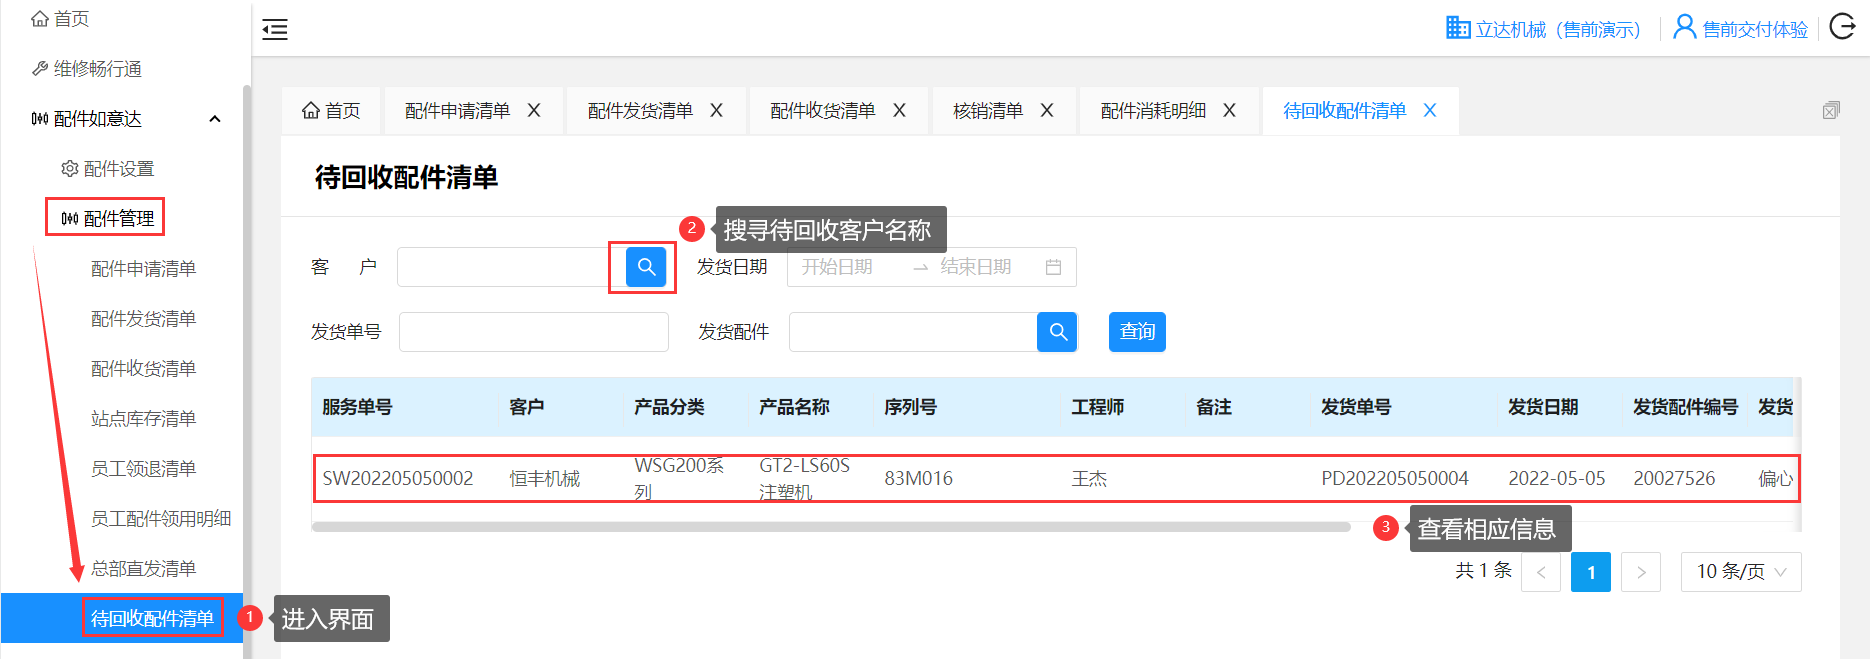 首页
维修畅行通
配件如意达
配件设置
配件管理
配件申请清单
配件发货清单
配件收货清单
站点库存清单
员工领退清单
员工配件领用明细
总部直发清单
待回收配件清单
1 进入界面
立达机械（售前演示）
售前交付体验
首页 配件申请清单 X 配件发货清单 X 配件收货清单 X 核销清单 X 配件消耗明细 X 待回收配件清单 X
待回收配件清单
2 搜寻待回收客户名称
客 户 发货日期 开始日期 → 结束日期
发货单号 发货配件 查询
服务单号 客户 产品分类 产品名称 序列号 工程师 备注 发货单号 发货日期 发货配件编号 发货
SW202205050002 恒丰机械 WSG200系列 GT2-LS60S注塑机 83M016 王杰 PD202205050004 2022-05-05 20027526 偏心
3 查看相应信息
共 1 条 < 1 > 10 条/页